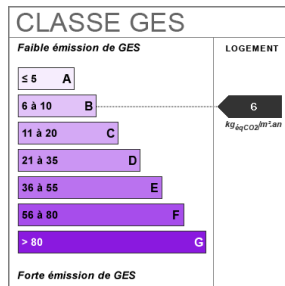 CLASSE GES
Faible émission de GES
LOGEMENT
≤ 5 A
6 à 10 B
6
kgéqCO2/m².an
11 à 20 C
21 à 35 D
36 à 55 E
56 à 80 F
> 80 G
Forte émission de GES